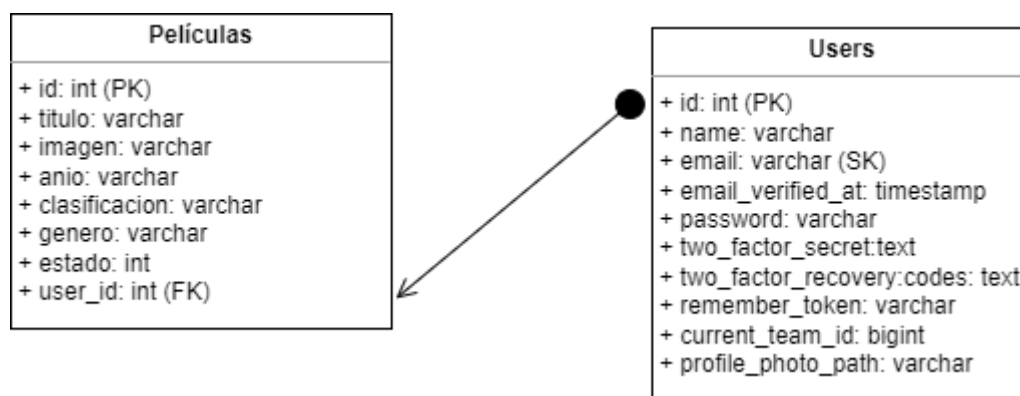 Películas
+ id: int (PK)
+ titulo: varchar
+ imagen: varchar
+ anio: varchar
+ clasificacion: varchar
+ genero: varchar
+ estado: int
+ user_id: int (FK)
Users
+ id: int (PK)
+ name: varchar
+ email: varchar (SK)
+ email_verified_at: timestamp
+ password: varchar
+ two_factor_secret:text
+ two_factor_recovery:codes: text
+ remember_token: varchar
+ current_team_id: bigint
+ profile_photo_path: varchar